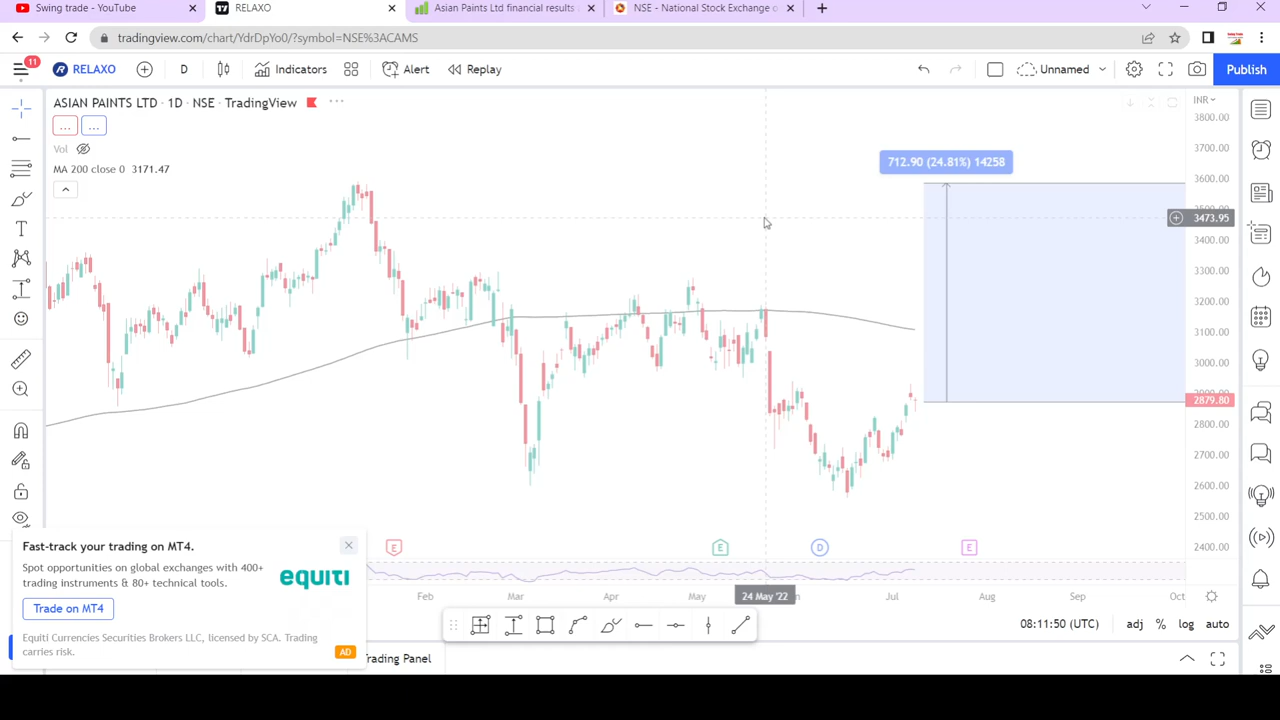 Swing trade - YouTube
RELAXO
Asian Paints Ltd financial results
NSE - National Stock Exchange o
tradingview.com/chart/YdrDpYo0/?symbol=NSE%3ACAMS
11
RELAXO
D
Indicators
Alert
Replay
Unnamed
Publish
ASIAN PAINTS LTD · 1D · NSE · TradingView
Vol
MA 200 close 0 3171.47
INR
3800.00
3700.00
3600.00
3473.95
3400.00
3300.00
3200.00
3100.00
3000.00
2879.80
2800.00
2700.00
2600.00
2500.00
2400.00
712.90 (24.81%) 14258
E
E
D
E
Feb
Mar
Apr
May
24 May '22
Jul
Aug
Sep
Oct
Fast-track your trading on MT4.
Spot opportunities on global exchanges with 400+
trading instruments & 80+ technical tools.
equiti
Trade on MT4
Equiti Currencies Securities Brokers LLC, licensed by SCA. Trading
carries risk.
AD
08:11:50 (UTC)
adj
%
log
auto
rading Panel